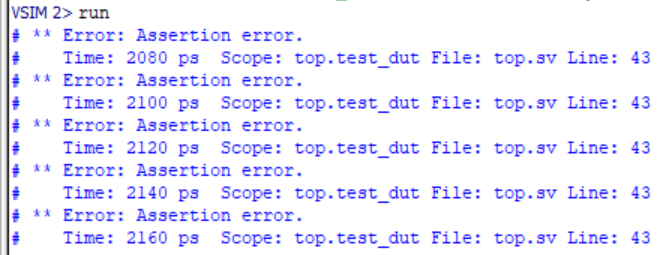 VSIM 2> run
# ** Error: Assertion error.
#    Time: 2080 ps  Scope: top.test_dut File: top.sv Line: 43
# ** Error: Assertion error.
#    Time: 2100 ps  Scope: top.test_dut File: top.sv Line: 43
# ** Error: Assertion error.
#    Time: 2120 ps  Scope: top.test_dut File: top.sv Line: 43
# ** Error: Assertion error.
#    Time: 2140 ps  Scope: top.test_dut File: top.sv Line: 43
# ** Error: Assertion error.
#    Time: 2160 ps  Scope: top.test_dut File: top.sv Line: 43